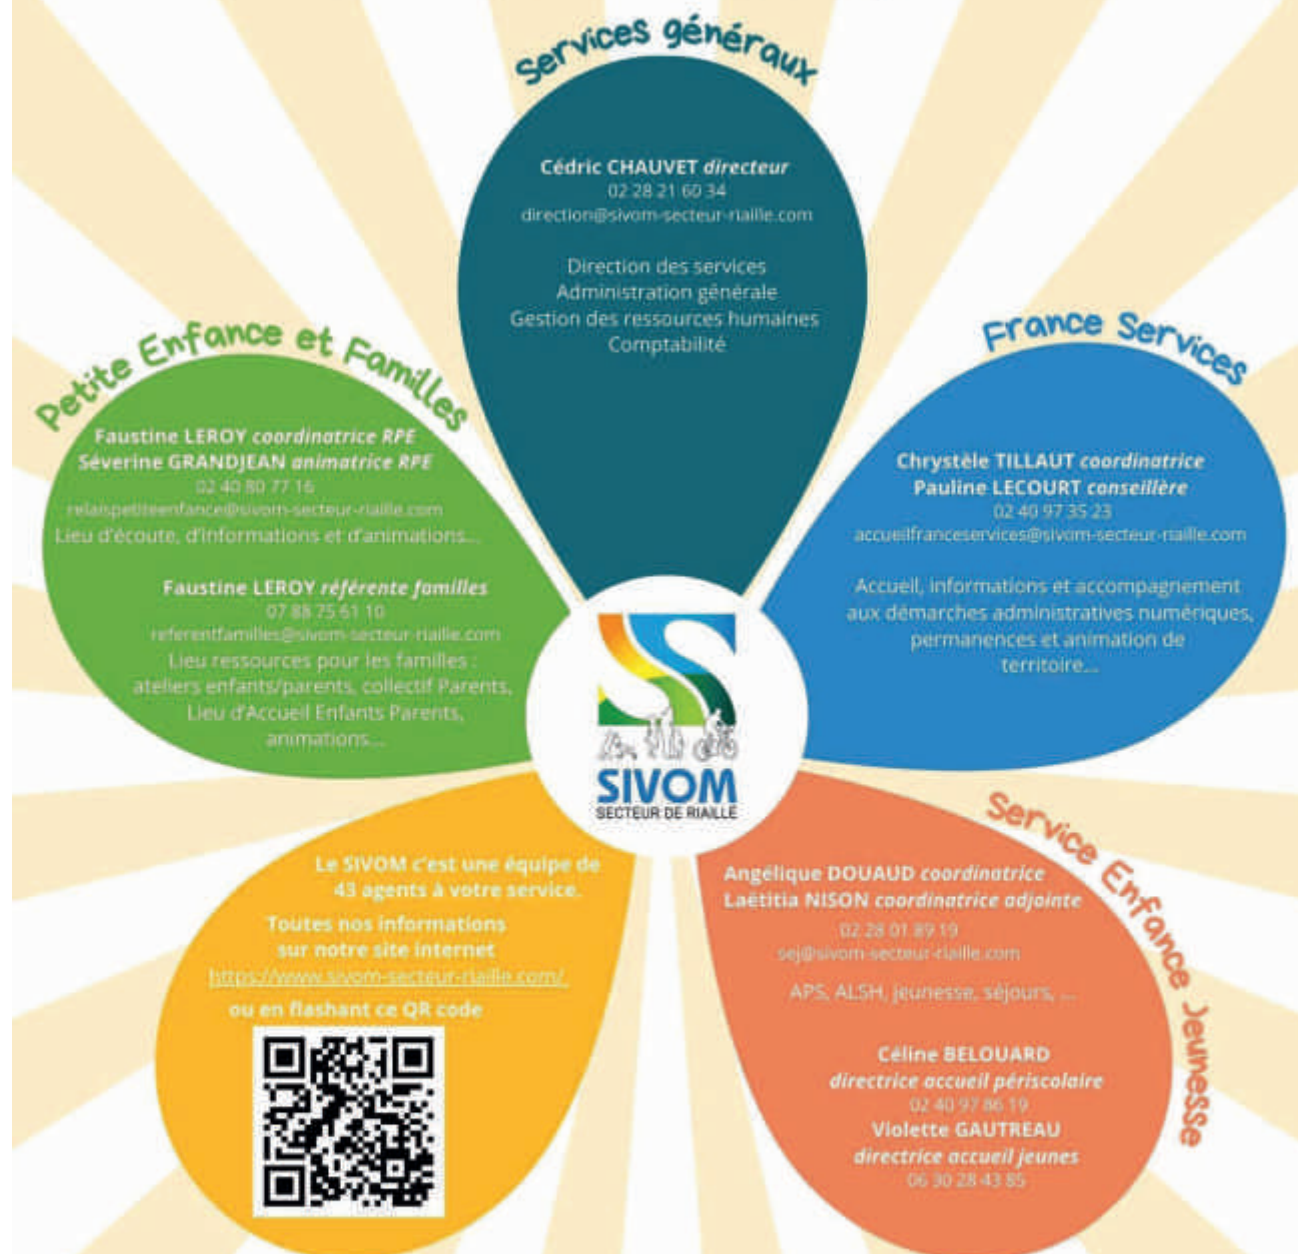 Services généraux
Cédric CHAUVET directeur
02 28 21 60 34
direction@sivom-secteur-riaille.com
Direction des services
Administration générale
Gestion des ressources humaines
Comptabilité
Petite Enfance et Familles
Faustine LEROY coordinatrice RPE
Séverine GRANDJEAN animatrice RPE
02 40 80 77 16
relaispetiteenfance@sivom-secteur-riaille.com
Lieu d'écoute, d'informations et d'animations...
Faustine LEROY référente familles
07 88 75 61 10
referentfamilles@sivom-secteur-riaille.com
Lieu ressources pour les familles :
ateliers enfants/parents, collectif Parents,
Lieu d'Accueil Enfants Parents,
animations...
France Services
Chrystèle TILLAUT coordinatrice
Pauline LECOURT conseillère
02 40 97 35 23
accueilfranceservices@sivom-secteur-riaille.com
Accueil, informations et accompagnement
aux démarches administratives numériques,
permanences et animation de
territoire...
SIVOM
SECTEUR DE RIAILLÉ
Le SIVOM c'est une équipe de
43 agents à votre service.
Toutes nos informations
sur notre site internet
https://www.sivom-secteur-riaille.com/
ou en flashant ce QR code
Service Enfance Jeunesse
Angélique DOUAUD coordinatrice
Laëtitia NISON coordinatrice adjointe
02 28 01 89 19
sej@sivom-secteur-riaille.com
APS, ALSH, jeunesse, séjours, ...
Céline BELOUARD
directrice accueil périscolaire
02 40 97 86 19
Violette GAUTREAU
directrice accueil jeunes
06 30 28 43 85